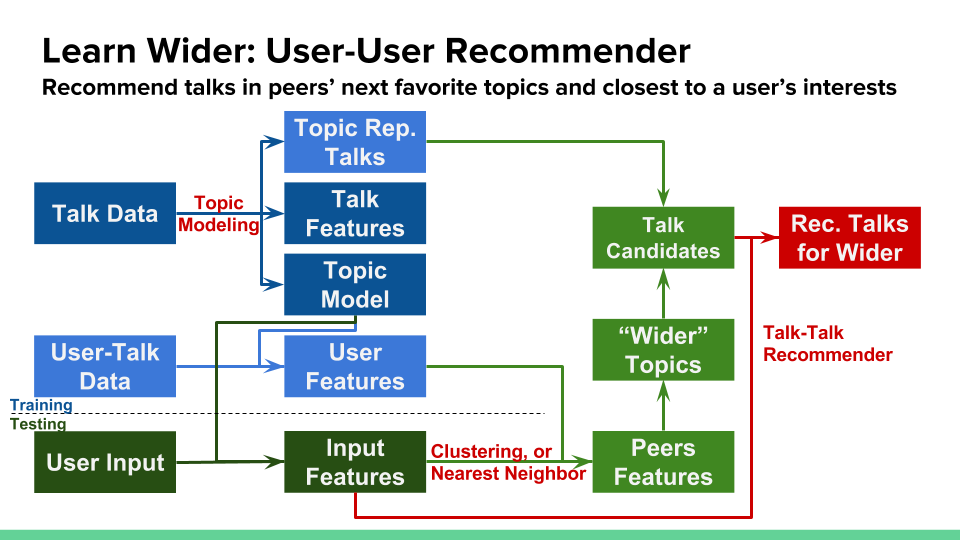 Learn Wider: User-User Recommender
Recommend talks in peers’ next favorite topics and closest to a user’s interests
Topic Rep.
Talks
Talk Data
Topic
Modeling
Talk
Features
Talk
Candidates
Rec. Talks
for Wider
Topic
Model
“Wider”
Topics
Talk-Talk
Recommender
User-Talk
Data
User
Features
Training
Testing
User Input
Input
Features
Clustering, or
Nearest Neighbor
Peers
Features